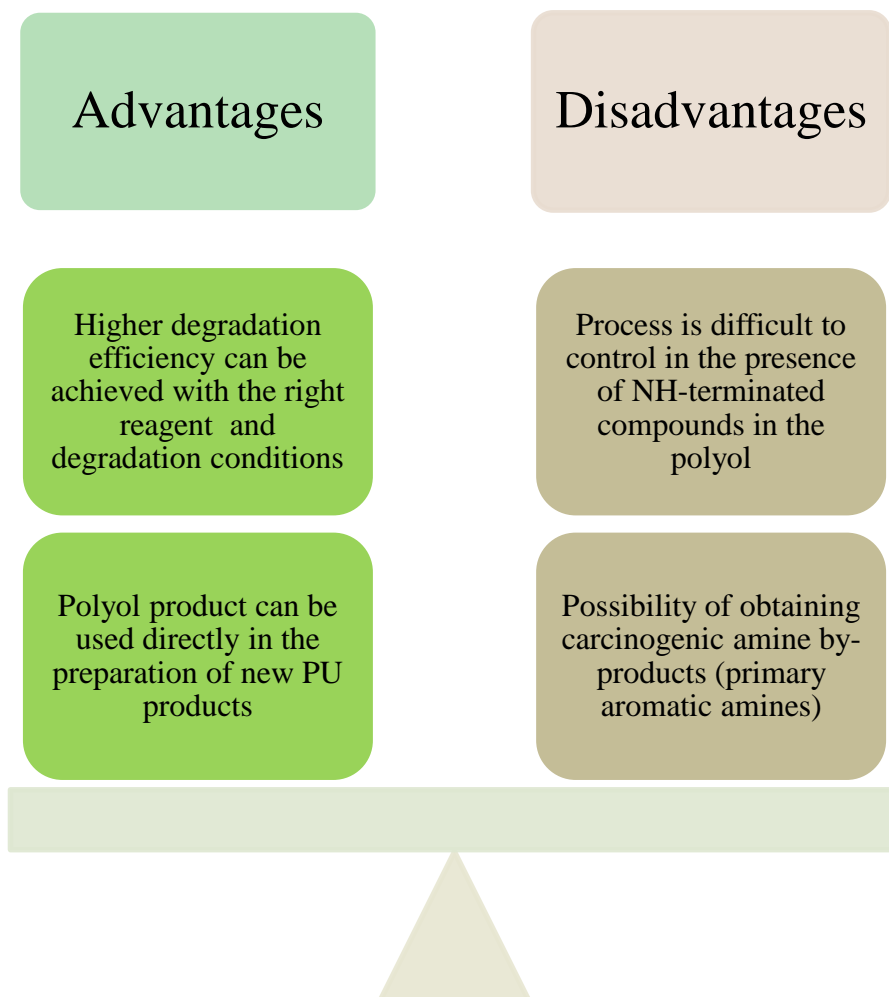 Advantages
Disadvantages
Higher degradation
efficiency can be
achieved with the right
reagent and
degradation conditions
Process is difficult to
control in the presence
of NH-terminated
compounds in the
polyol
Polyol product can be
used directly in the
preparation of new PU
products
Possibility of obtaining
carcinogenic amine by-
products (primary
aromatic amines)